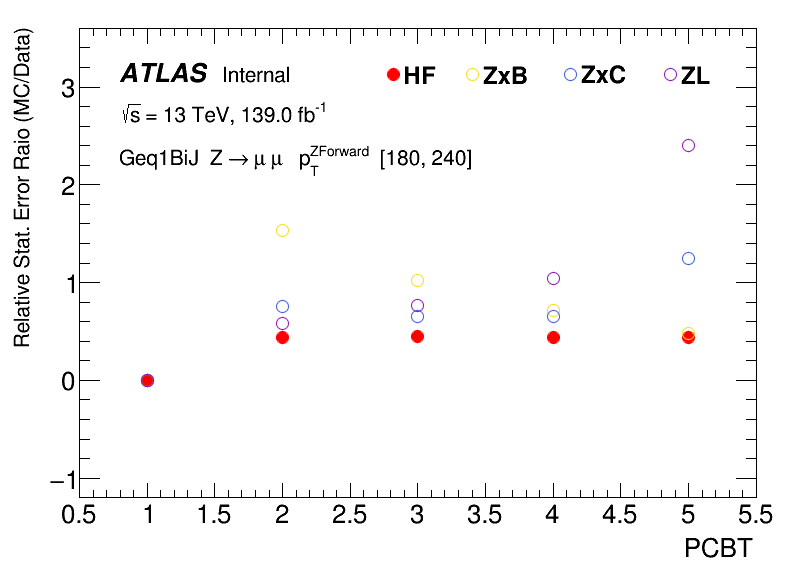 Relative Stat. Error Raio (MC/Data)
ATLAS Internal
HF ZxB ZxC ZL
√s = 13 TeV, 139.0 fb⁻¹
Geq1BiJ Z → μ μ p_T^ZForward [180, 240]
3
2
1
0
−1
0.5 1 1.5 2 2.5 3 3.5 4 4.5 5 5.5
PCBT